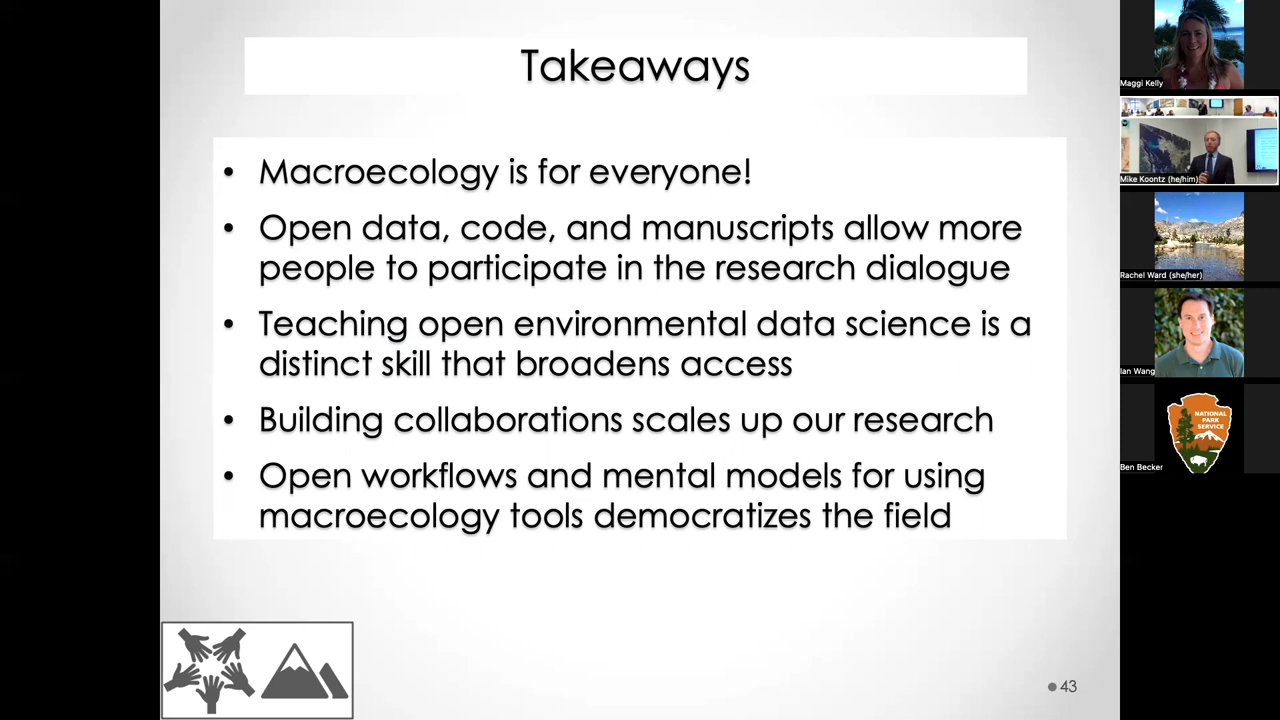 Takeaways
• Macroecology is for everyone!
• Open data, code, and manuscripts allow more
people to participate in the research dialogue
• Teaching open environmental data science is a
distinct skill that broadens access
• Building collaborations scales up our research
• Open workflows and mental models for using
macroecology tools democratizes the field
43
Maggi Kelly
Mike Koontz (he/him)
Rachel Ward (she/her)
Ian Wang
NATIONAL
PARK
SERVICE
Ben Becker